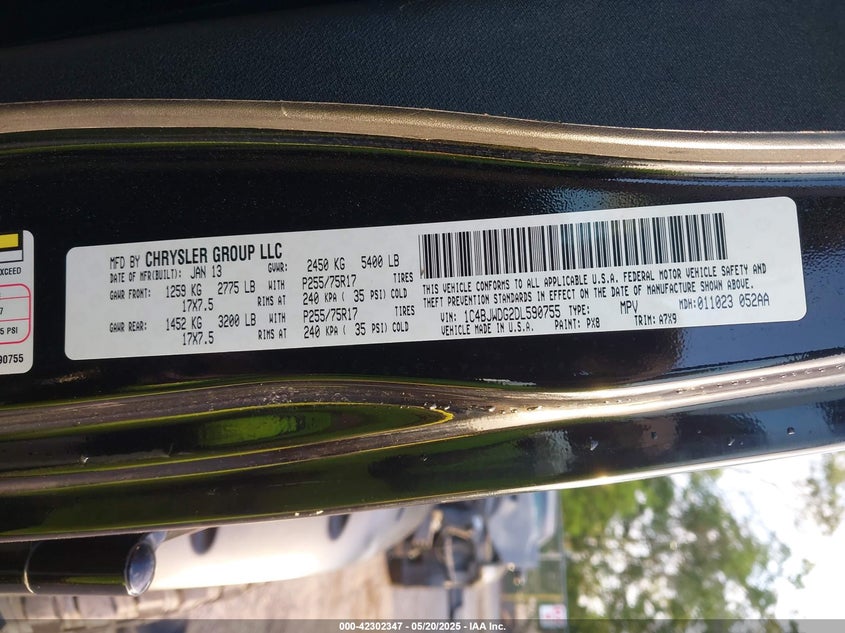 EXCEED
7
5 PSI
590755
MFD BY CHRYSLER GROUP LLC
DATE OF MFR(BUILT): JAN 13 GVWR: 2450 KG 5400 LB
GAWR FRONT: 1259 KG 2775 LB WITH P255/75R17 TIRES
17X7.5 RIMS AT 240 KPA ( 35 PSI) COLD
GAWR REAR: 1452 KG 3200 LB WITH P255/75R17 TIRES
17X7.5 RIMS AT 240 KPA ( 35 PSI) COLD
THIS VEHICLE CONFORMS TO ALL APPLICABLE U.S.A. FEDERAL MOTOR VEHICLE SAFETY AND
THEFT PREVENTION STANDARDS IN EFFECT ON THE DATE OF MANUFACTURE SHOWN ABOVE.
VIN: 1C4BJWDG2DL590755 TYPE: MPV MDH:011023 052AA
MADE IN U.S.A. PAINT: PX8 TRIM: A7X9
000-42302347 - 05/20/2025 - IAA Inc.